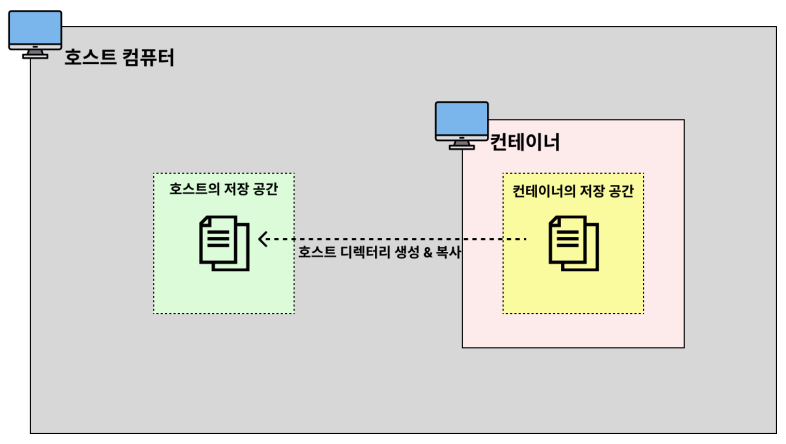 호스트 컴퓨터
컨테이너
호스트의 저장 공간
컨테이너의 저장 공간
호스트 디렉터리 생성 & 복사